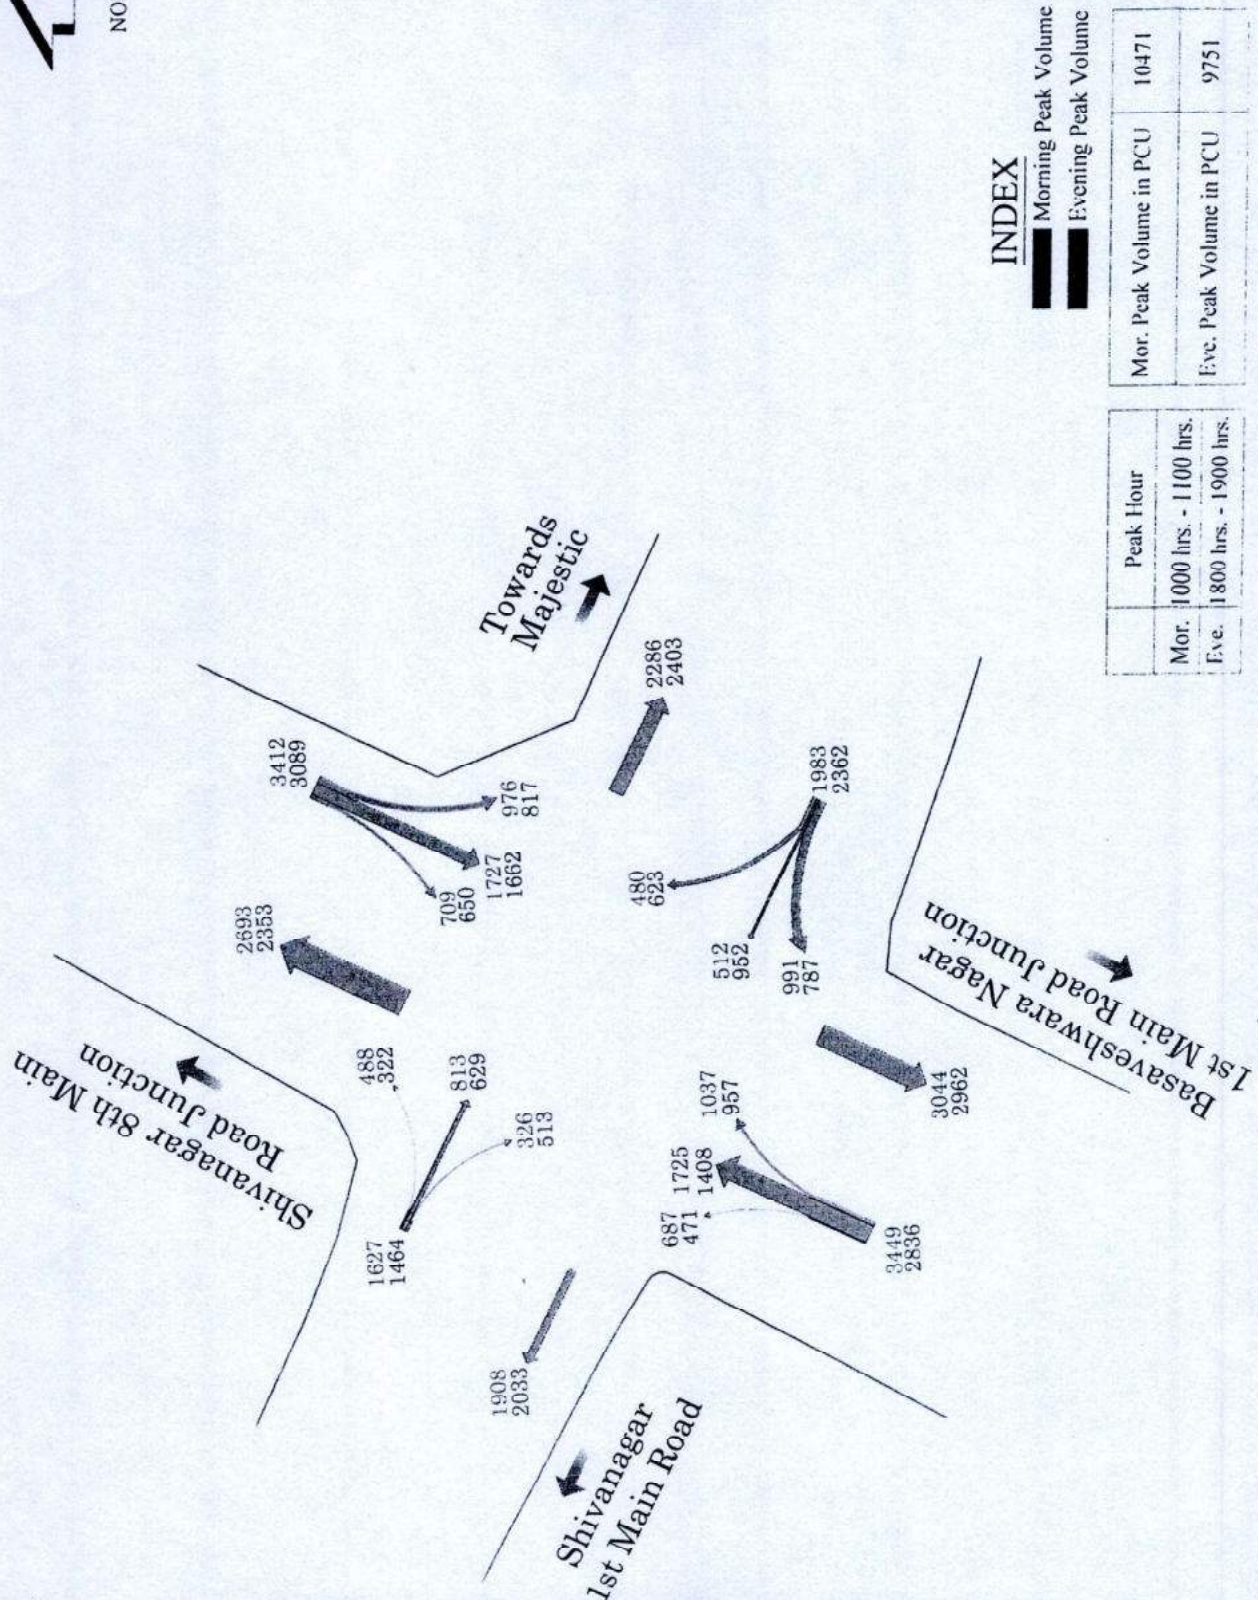 NO
Shivanagar 8th Main
Road Junction
Towards
Majestic
Shivanagar
1st Main Road
Basaveshwara Nagar
1st Main Road Junction
3412
3089
976
817
1727
1662
709
650
2693
2353
488
322
813
629
326
513
1627
1464
1908
2033
2286
2403
1983
2362
480
623
512
952
991
787
3044
2962
1037
957
1725
1408
687
471
3449
2836
INDEX
Morning Peak Volume
Evening Peak Volume
Peak Hour
Mor. 1000 hrs. - 1100 hrs.
Eve. 1800 hrs. - 1900 hrs.
Mor. Peak Volume in PCU 10471
Eve. Peak Volume in PCU 9751